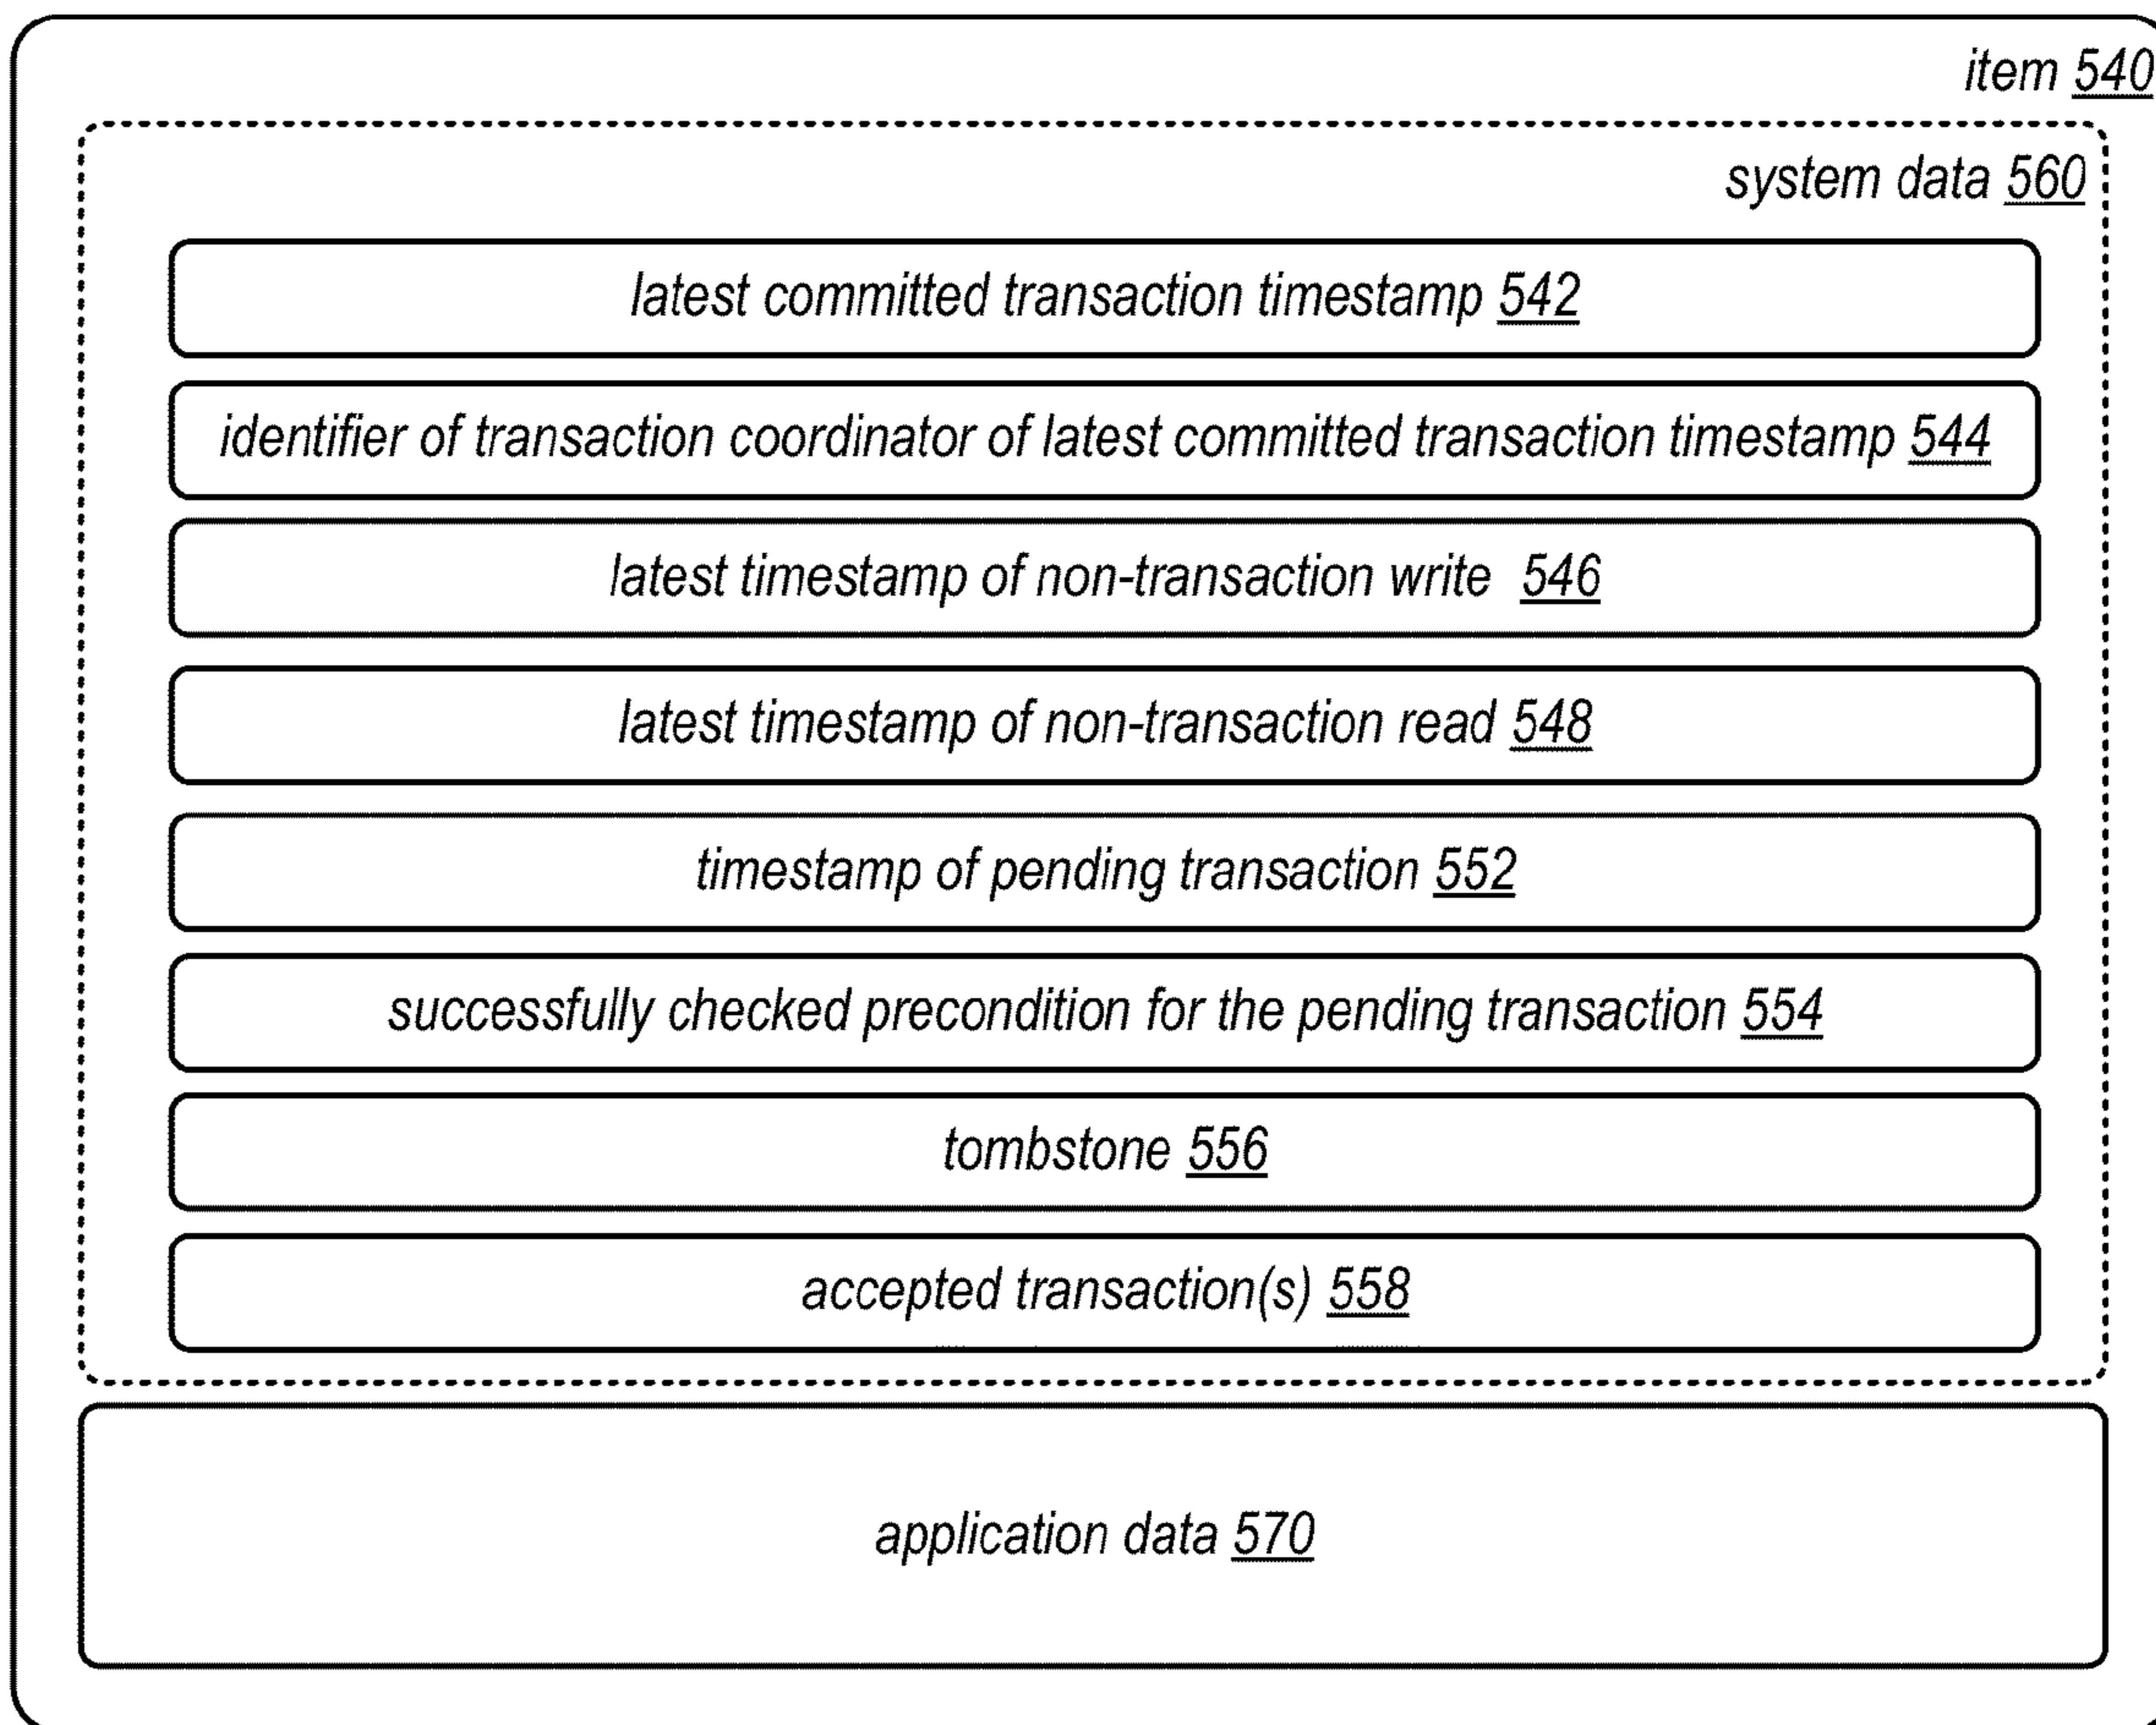 item 540
system data 560
latest committed transaction timestamp 542
identifier of transaction coordinator of latest committed transaction timestamp 544
latest timestamp of non-transaction write 546
latest timestamp of non-transaction read 548
timestamp of pending transaction 552
successfully checked precondition for the pending transaction 554
tombstone 556
accepted transaction(s) 558
application data 570